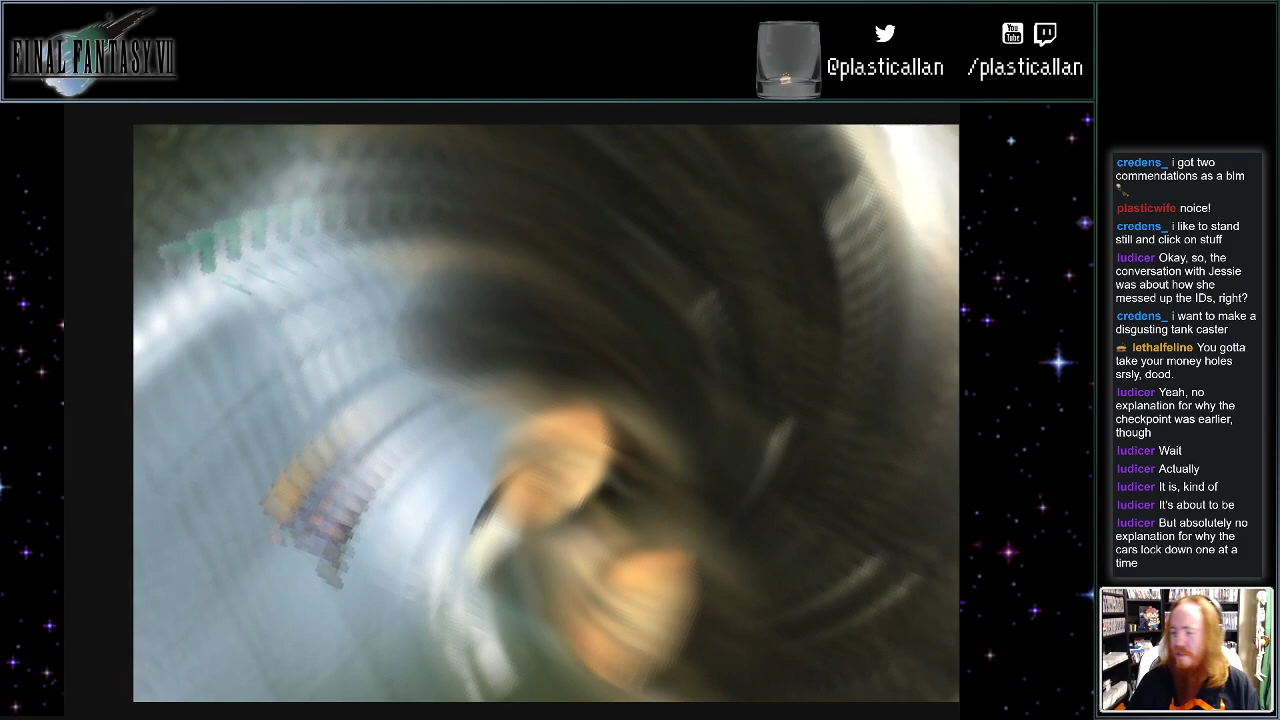 FINAL FANTASY VII
@plasticallan
You
Tube
/plasticallan
credens_ i got two
commendations as a blm
plasticwife noice!
credens_ i like to stand
still and click on stuff
ludicer Okay, so, the
conversation with Jessie
was about how she
messed up the IDs, right?
credens_ i want to make a
disgusting tank caster
lethalfeline You gotta
take your money holes
srsly, dood.
ludicer Yeah, no
explanation for why the
checkpoint was earlier,
though
ludicer Wait
ludicer Actually
ludicer It is, kind of
ludicer It's about to be
ludicer But absolutely no
explanation for why the
cars lock down one at a
time